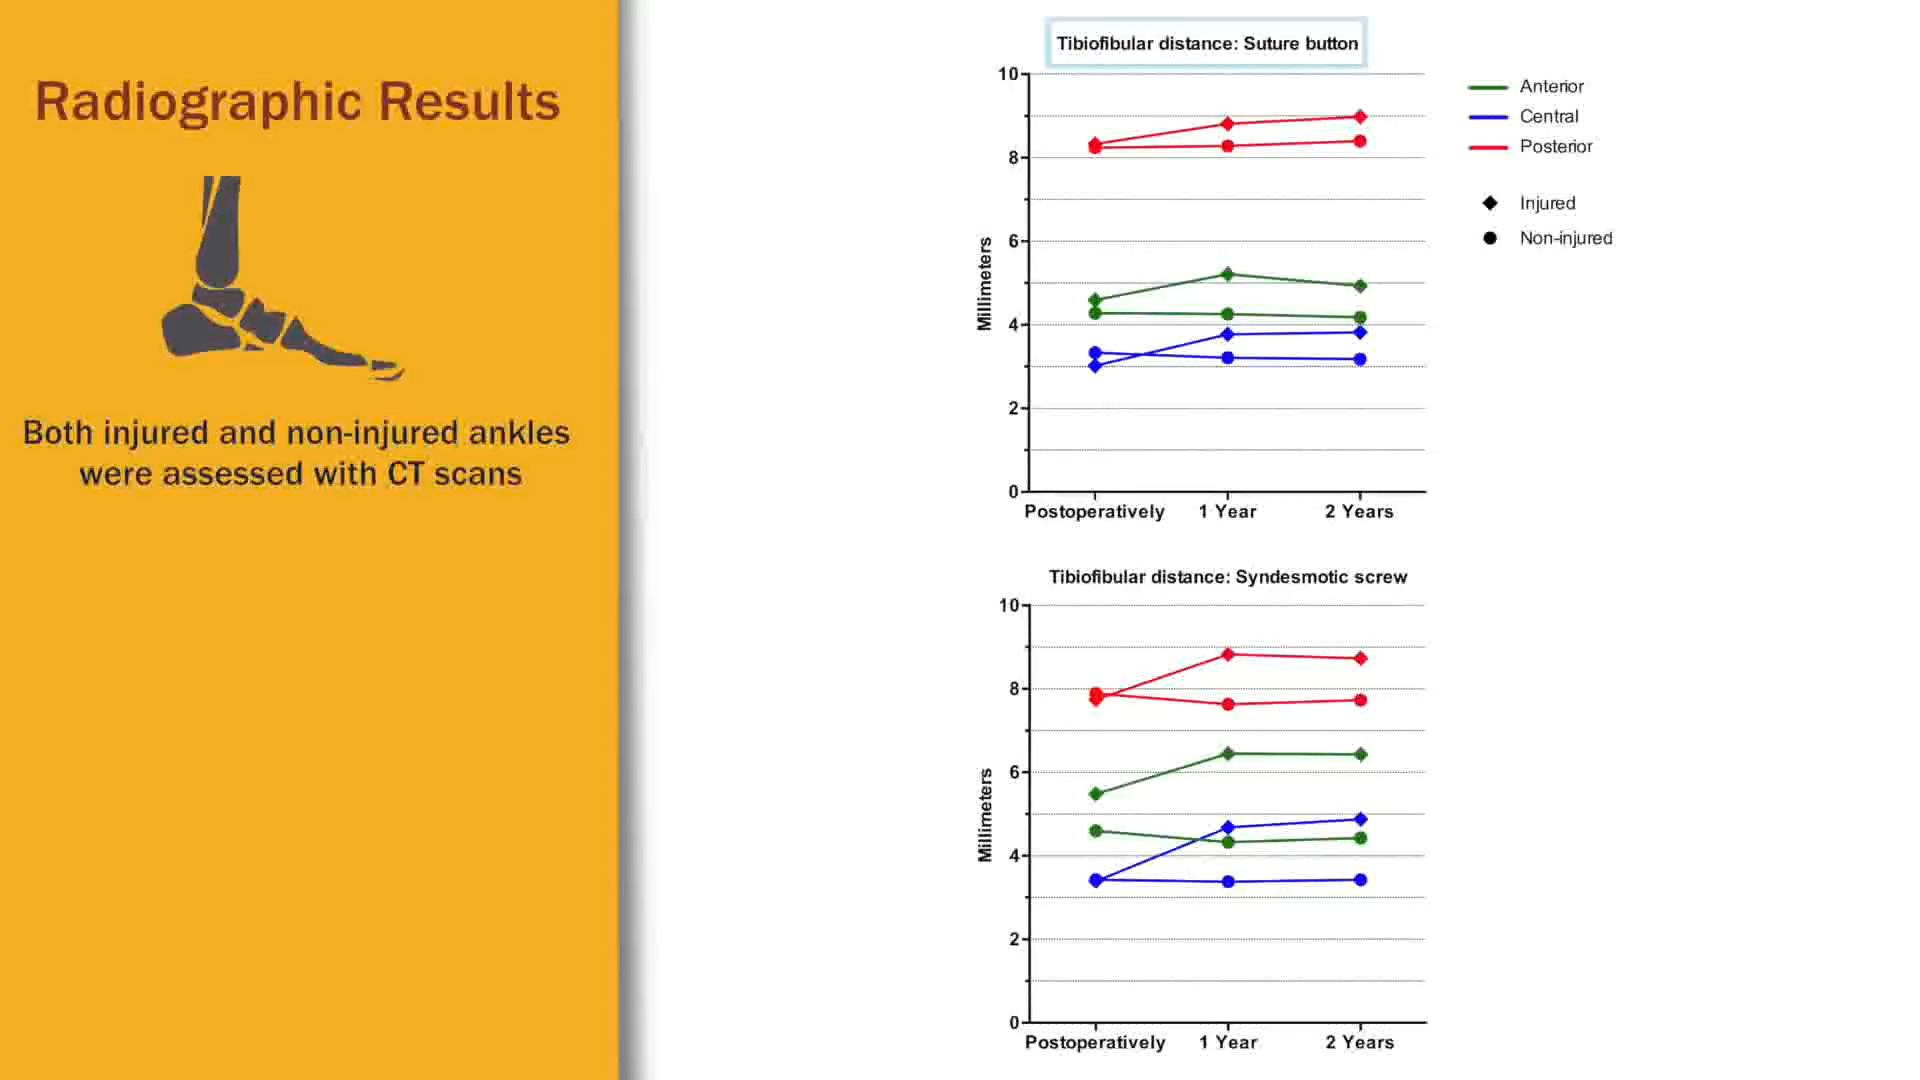 Radiographic Results
Both injured and non-injured ankles
were assessed with CT scans
Tibiofibular distance: Suture button
10
8
6
4
2
0
Millimeters
Postoperatively 1 Year 2 Years
Anterior
Central
Posterior
Injured
Non-injured
Tibiofibular distance: Syndesmotic screw
10
8
6
4
2
0
Millimeters
Postoperatively 1 Year 2 Years